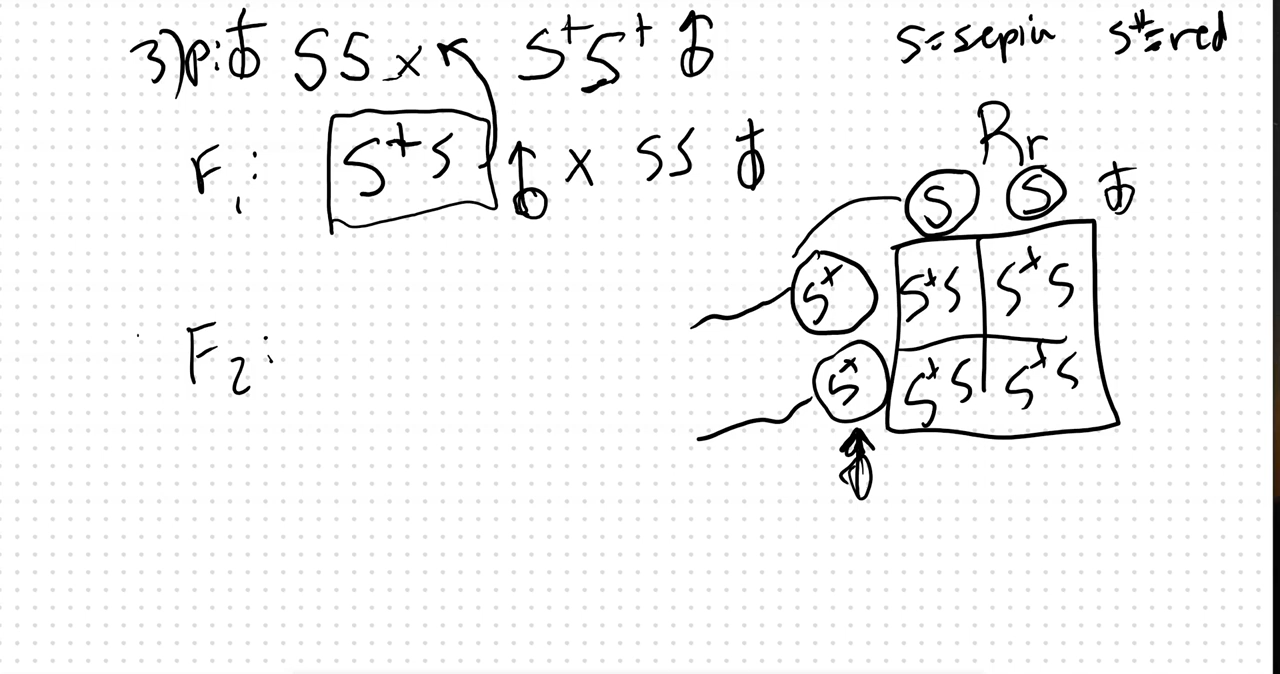 3) P: ♀ SS x S⁺S⁺ ♂
S = sepia S⁺ = red
F₁: S⁺S ♂ x SS ♀
Rr
S S ♀
S⁺ S⁺S S⁺S
S⁺ S⁺S S⁺S
♂
F₂: